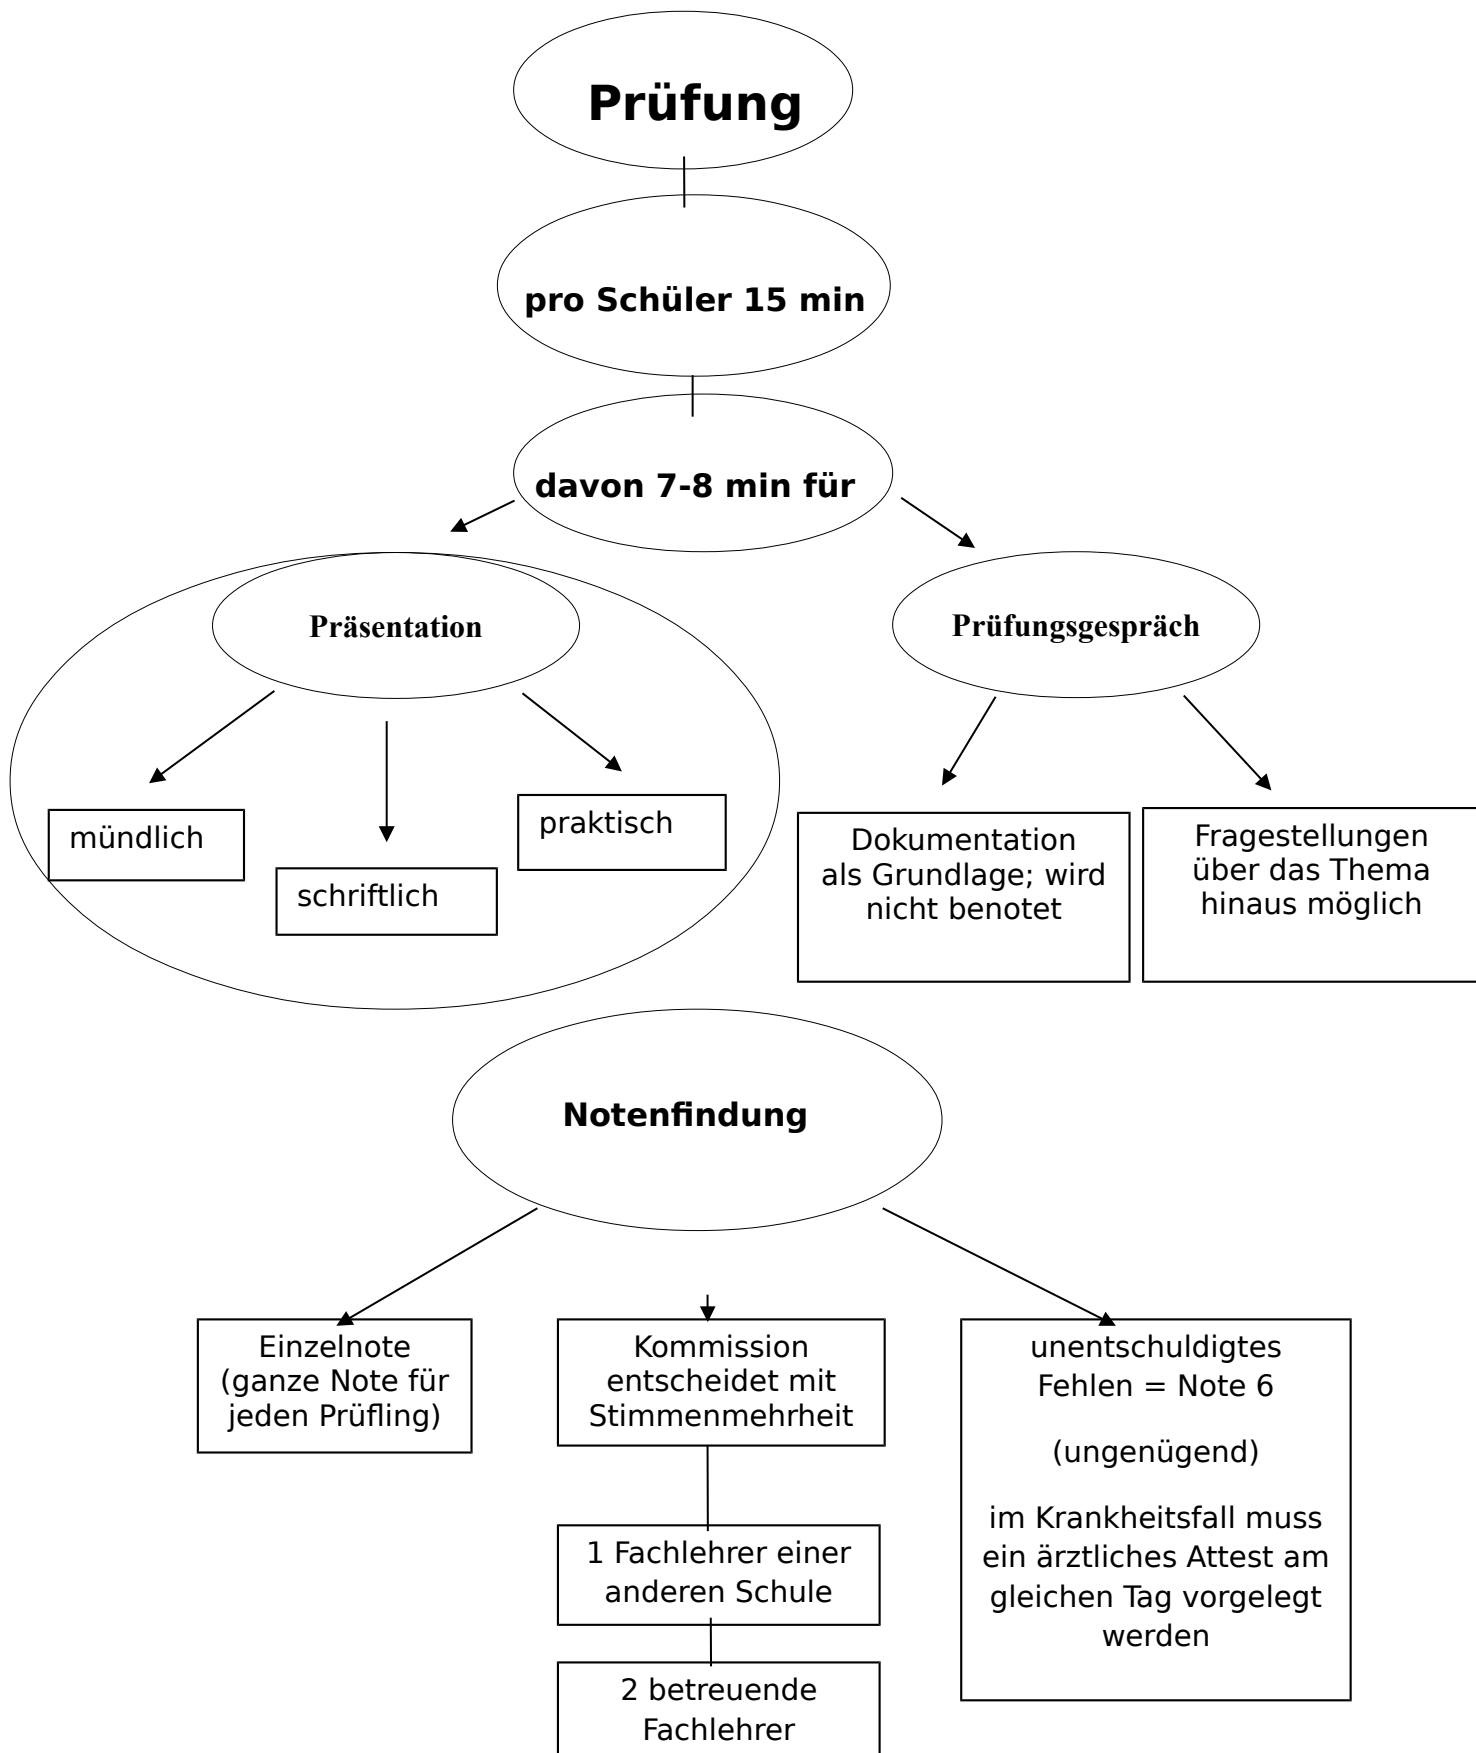 Prüfung
pro Schüler 15 min
davon 7-8 min für
Präsentation
Prüfungsgespräch
mündlich
schriftlich
praktisch
Dokumentation
als Grundlage; wird
nicht benotet
Fragestellungen
über das Thema
hinaus möglich
Notenfindung
Einzelnote
(ganze Note für
jeden Prüfling)
Kommission
entscheidet mit
Stimmenmehrheit
1 Fachlehrer einer
anderen Schule
2 betreuende
Fachlehrer
unentschuldigtes
Fehlen = Note 6
(ungenügend)
im Krankheitsfall muss
ein ärztliches Attest am
gleichen Tag vorgelegt
werden